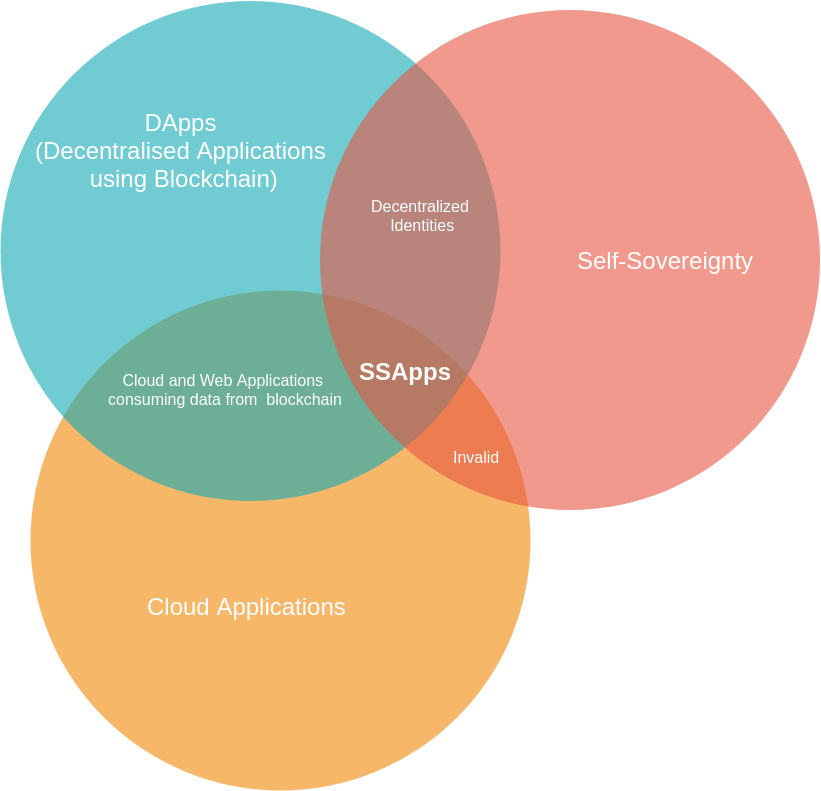 DApps
(Decentralised Applications
using Blockchain)
Decentralized
Identities
Self-Sovereignty
SSApps
Cloud and Web Applications
consuming data from  blockchain
Invalid
Cloud Applications